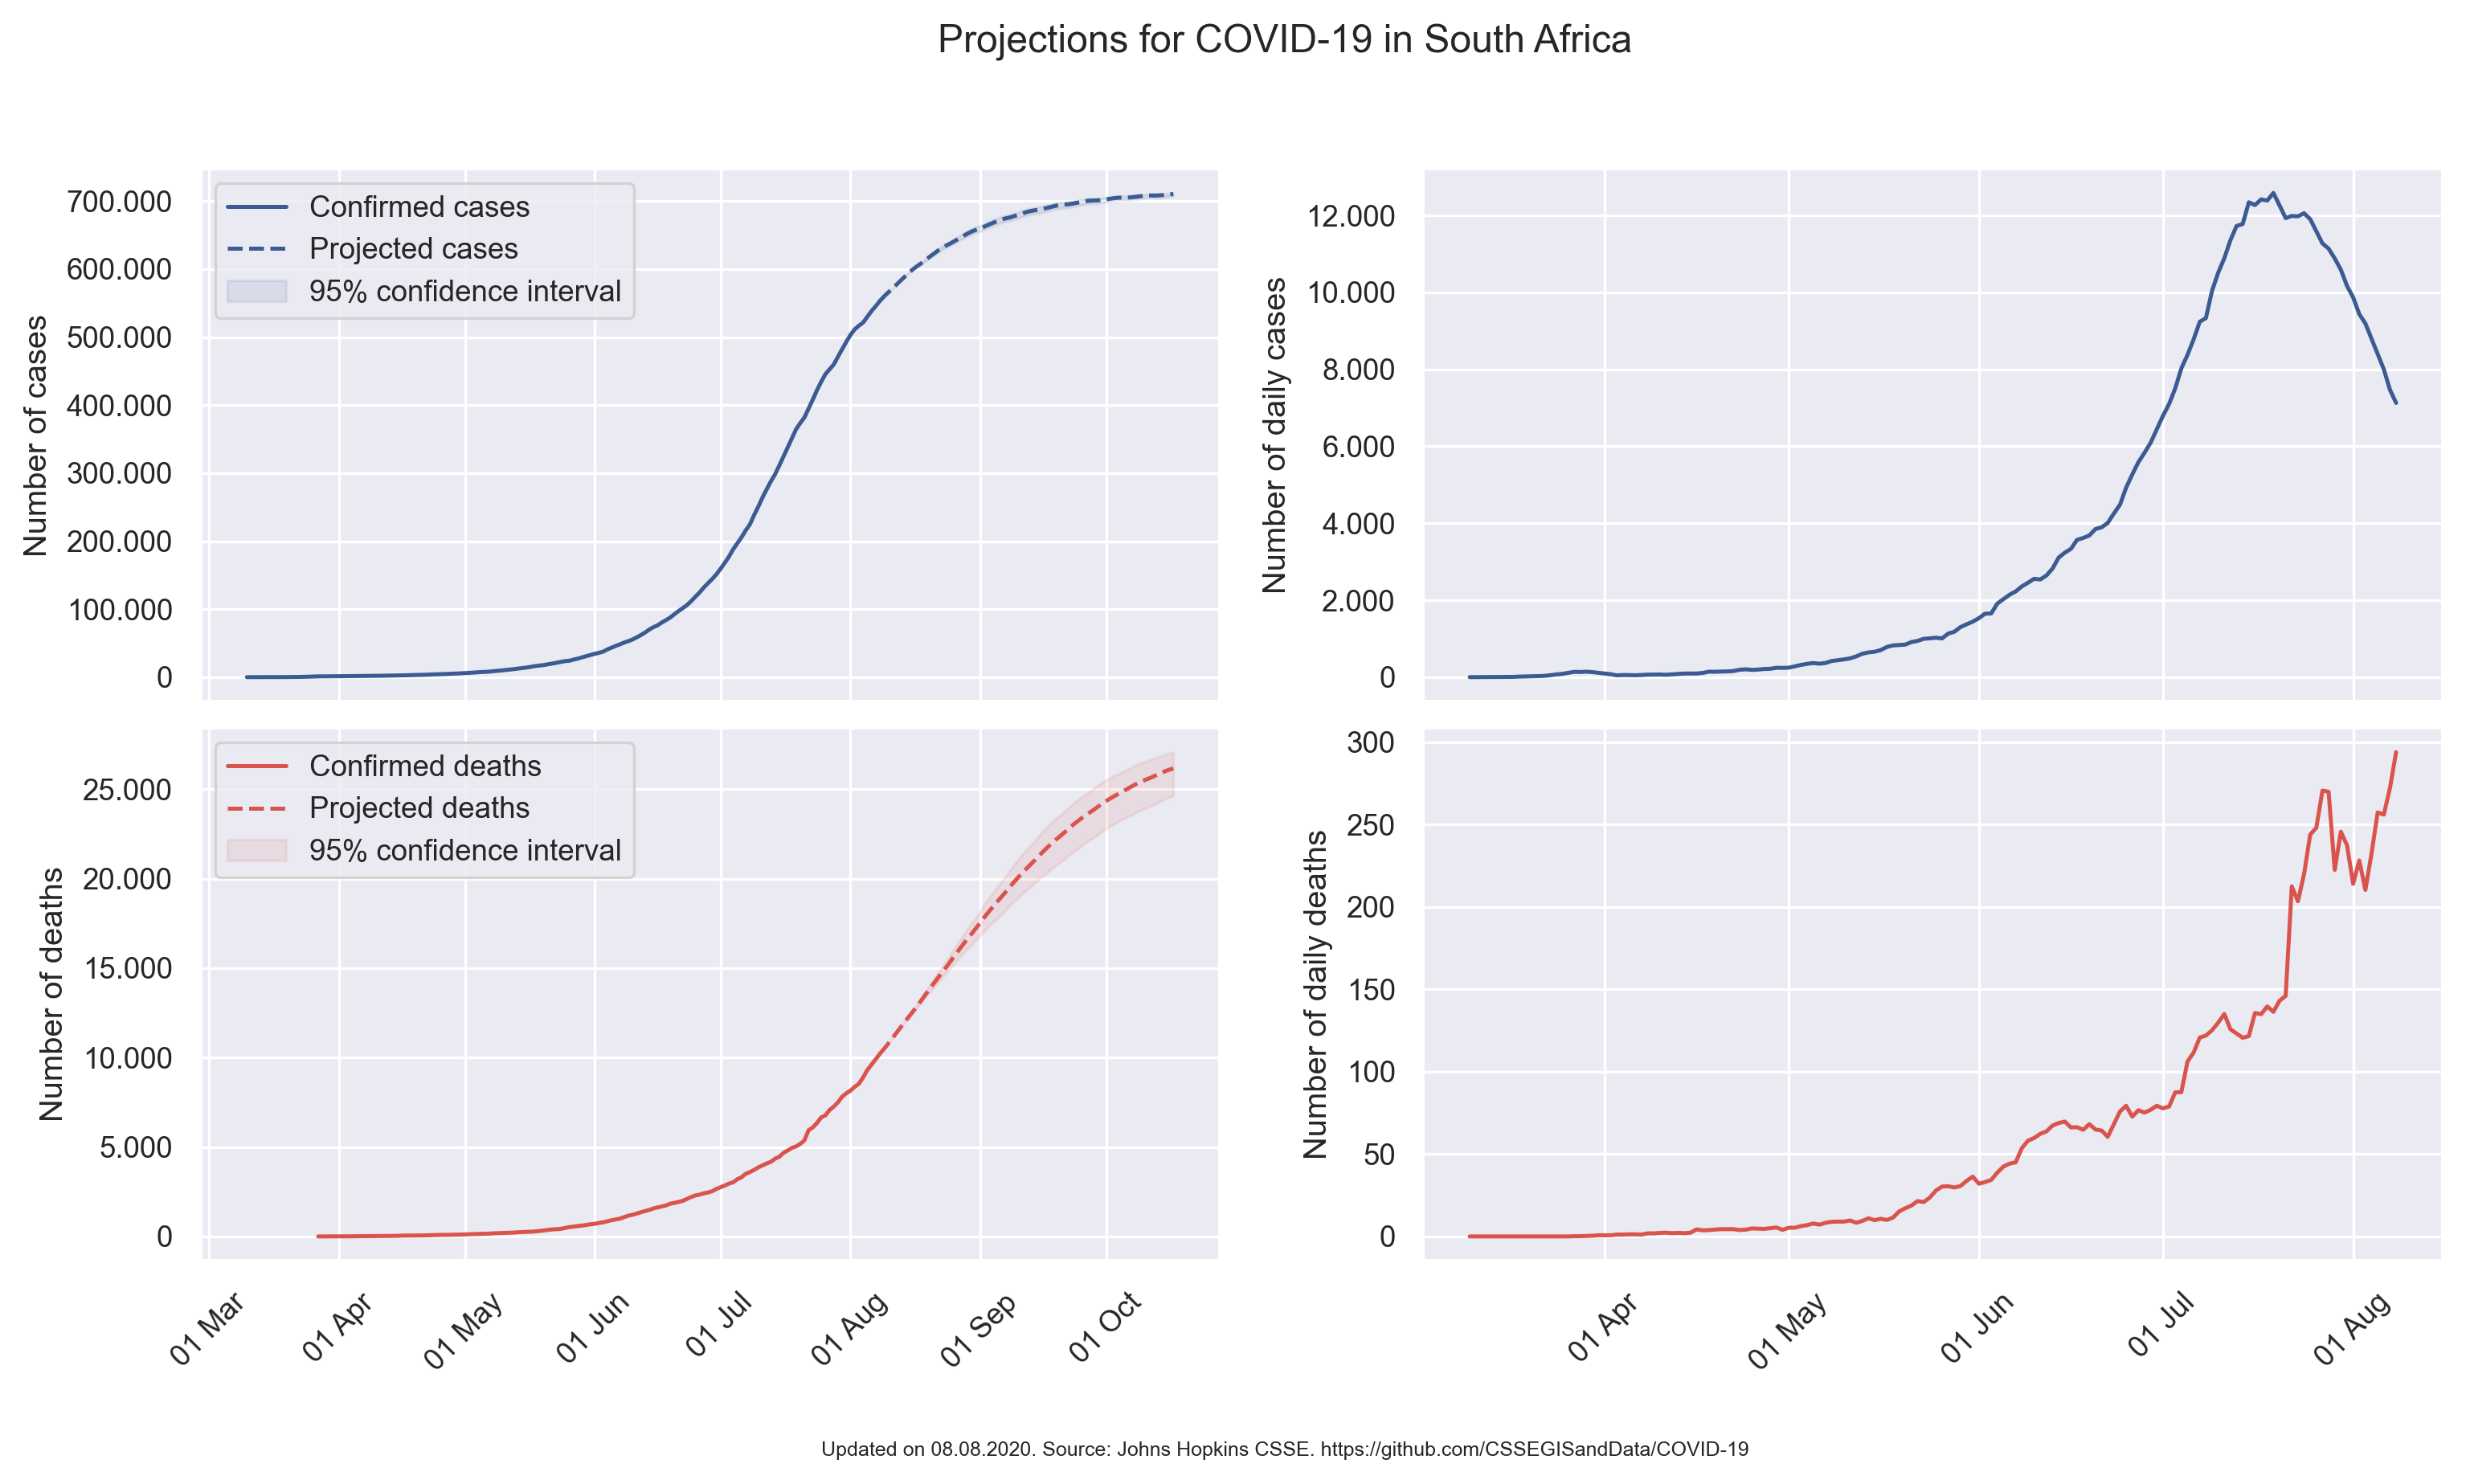 Projections for COVID-19 in South Africa
Number of cases
700.000
600.000
500.000
400.000
300.000
200.000
100.000
0
Confirmed cases
Projected cases
95% confidence interval
Number of daily cases
12.000
10.000
8.000
6.000
4.000
2.000
0
Number of deaths
25.000
20.000
15.000
10.000
5.000
0
Confirmed deaths
Projected deaths
95% confidence interval
01 Mar
01 Apr
01 May
01 Jun
01 Jul
01 Aug
01 Sep
01 Oct
Number of daily deaths
300
250
200
150
100
50
0
01 Apr
01 May
01 Jun
01 Jul
01 Aug
Updated on 08.08.2020. Source: Johns Hopkins CSSE. https://github.com/CSSEGISandData/COVID-19